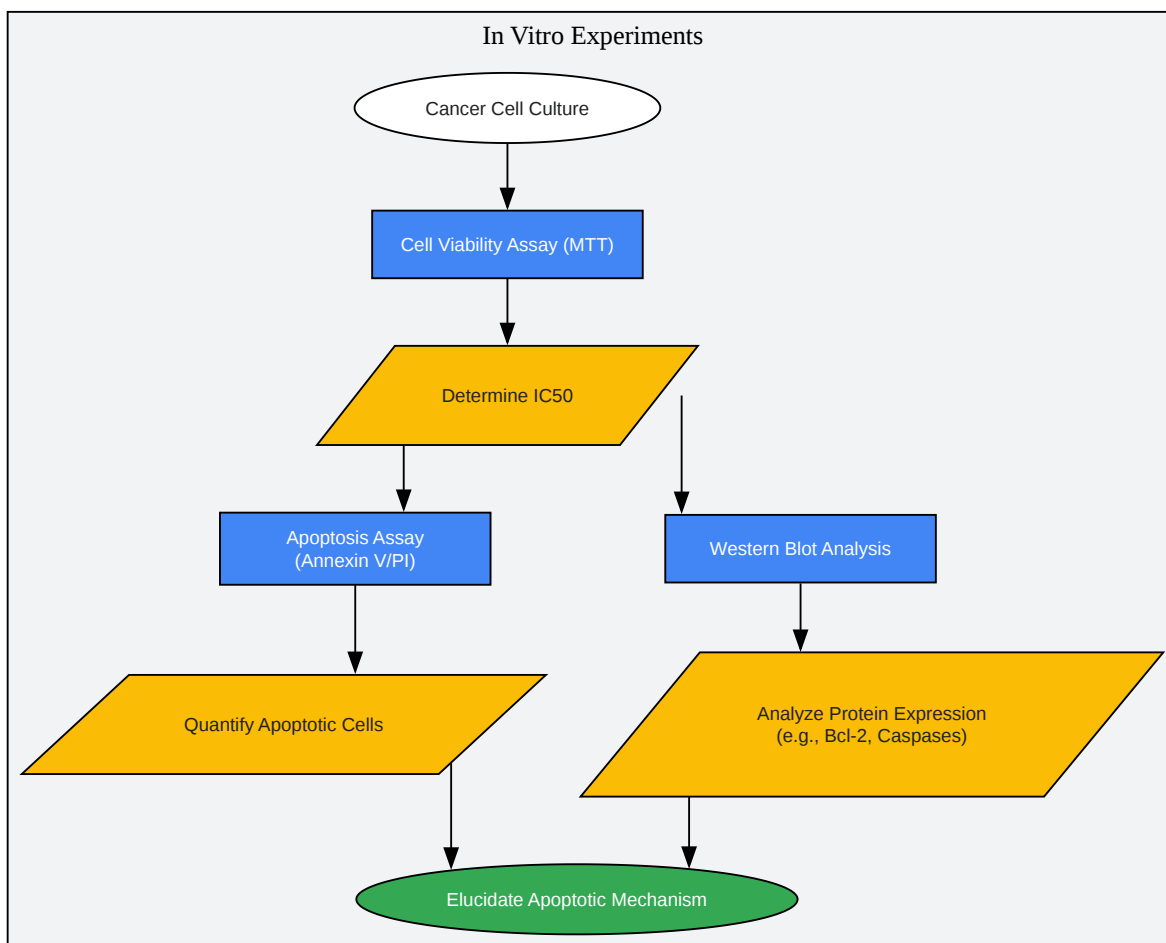 In Vitro Experiments
Cancer Cell Culture
Cell Viability Assay (MTT)
Determine IC50
Apoptosis Assay
(Annexin V/PI)
Western Blot Analysis
Quantify Apoptotic Cells
Analyze Protein Expression
(e.g., Bcl-2, Caspases)
Elucidate Apoptotic Mechanism